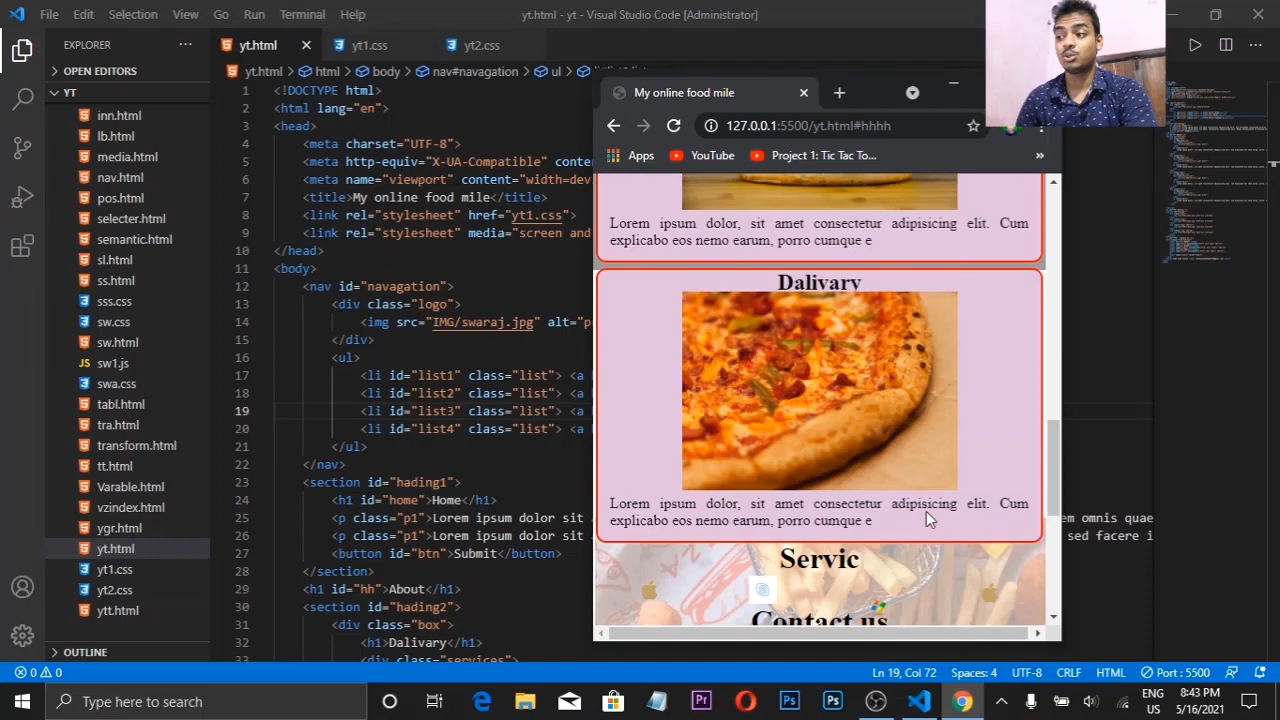 File Edit Selection View Go Run Terminal Help
yt.html - yt - Visual Studio Code [Administrator]
EXPLORER
OPEN EDITORS
YT
inn.html
lb.html
media.html
nav.html
pos.html
selecter.html
semantic.html
sl.html
ss.html
sss.css
sw.css
sw.html
JS sw1.js
swa.css
tabl.html
tra.html
transform.html
tt.html
Varable.html
vzindex.html
ygr.html
yt.html
yt1.css
yt2.css
ytt.html
OUTLINE
yt.html yt1.css yt2.css
yt.html > html > body > nav#navagation > ul >
1 <!DOCTYPE html>
2 <html lang="en">
3 <head>
4 <meta charset="UTF-8">
5 <meta http-equiv="X-UA-Compatible" conten
6 <meta name="viewport" content="width=dev
7 <title>My online food mile</title>
8 <link rel="stylesheet" href="yt1.css">
9 <link rel="stylesheet" media="screen and
10 </head>
11 <body>
12 <nav id="navagation">
13 <div class="logo">
14 <img src="IMG/swaraj.jpg" alt="p
15 </div>
16 <ul>
17 <li id="list1" class="list"> <a
18 <li id="list2" class="list"> <a
19 <li id="list3" class="list"> <a
20 <li id="list4" class="list"> <a
21 </ul>
22 </nav>
23 <section id="hading1">
24 <h1 id="home">Home</h1>
25 <p class="p1">Lorem ipsum dolor sit em omnis quae
26 <p class="p1">Lorem ipsum dolor sit sed facere i
27 <button id="btn">Submit</button>
28 </section>
29 <h1 id="hh">About</h1>
30 <section id="hading2">
31 <div class="box">
32 <h1>Dalivary</h1>
33 <div class="services">
My online food mile
127.0.0.1:5500/yt.html#hhhh
Apps YouTube Project 1: Tic Tac To... »
Lorem ipsum dolor, sit amet consectetur adipisicing elit. Cum
explicabo eos nemo earum, porro cumque e
Dalivary
Lorem ipsum dolor, sit amet consectetur adipisicing elit. Cum
explicabo eos nemo earum, porro cumque e
Servic
Contact us
0 0 Ln 19, Col 72 Spaces: 4 UTF-8 CRLF HTML Port : 5500
Type here to search
Pr Ps Ps
ENG
US
8:43 PM
5/16/2021